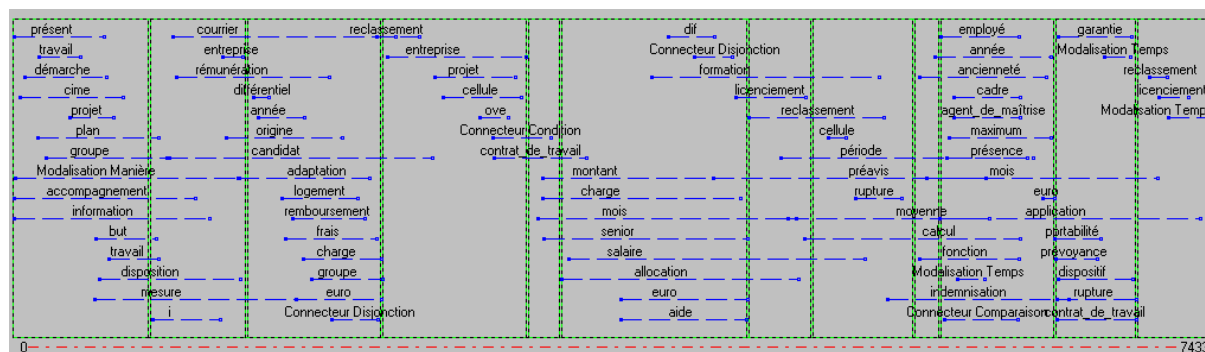 présent courrier reclassement dif employé garantie
travail entreprise entreprise Connecteur Disjonction année Modalisation Temps
démarche rémunération projet formation ancienneté reclassement
cime différentiel cellule licenciement cadre licenciement
projet année ove reclassement agent_de_maîtrise Modalisation Temp
plan origine Connecteur Condition cellule maximum
groupe candidat contrat_de_travail période présence
Modalisation Manière adaptation montant préavis mois
accompagnement logement charge rupture euro
information remboursement mois moyenne application
but frais senior calcul portabilité
travail charge salaire fonction prévoyance
disposition groupe allocation Modalisation Temps dispositif
mesure euro euro indemnisation rupture
i Connecteur Disjonction aide Connecteur Comparaison contrat_de_travail
0 7433